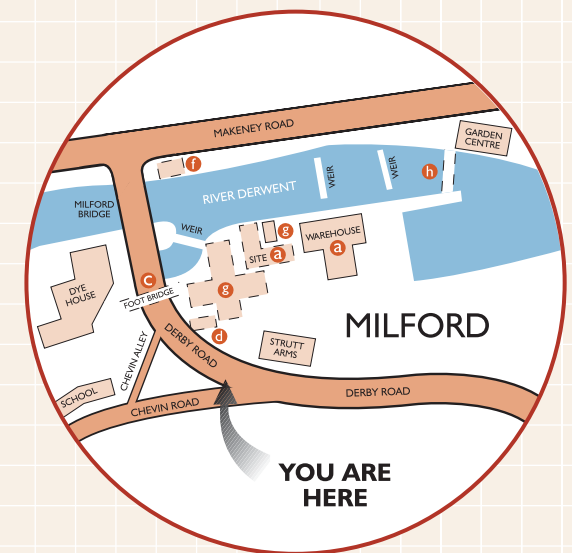 MAKENEY ROAD
GARDEN
CENTRE
f
WEIR
WEIR
h
RIVER DERWENT
MILFORD
BRIDGE
WEIR
g
WAREHOUSE
a
SITE
a
DYE
HOUSE
c
FOOT BRIDGE
g
d
MILFORD
DERBY ROAD
STRUTT
ARMS
CHEVIN ALLEY
SCHOOL
CHEVIN ROAD
DERBY ROAD
YOU ARE
HERE